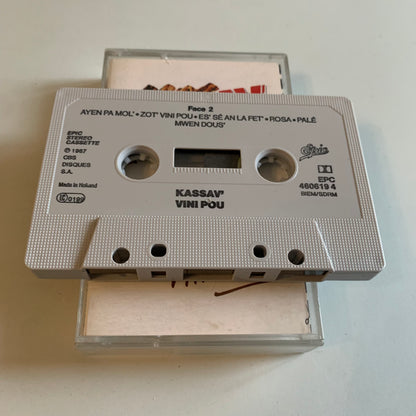 Face 2
AYEN PA MOL' • ZOT' VINI POU • ES' SÉ AN LA FET' • ROSA • PALÉ
MWEN DOUS'
EPIC
STEREO
CASSETTE
℗ 1987
CBS
DISQUES
S.A.
Made in Holland
Epic
EPC
460619 4
BIEM/SDRM
KASSAV'
VINI POU